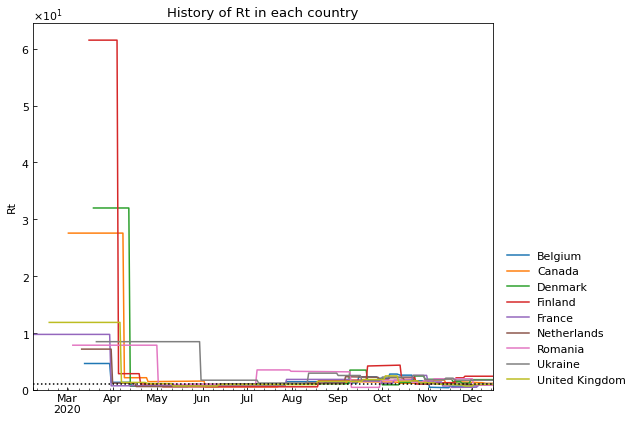 History of Rt in each country
×10¹
6
5
4
3
2
1
0
Rt
Mar Apr May Jun Jul Aug Sep Oct Nov Dec
2020
Belgium
Canada
Denmark
Finland
France
Netherlands
Romania
Ukraine
United Kingdom